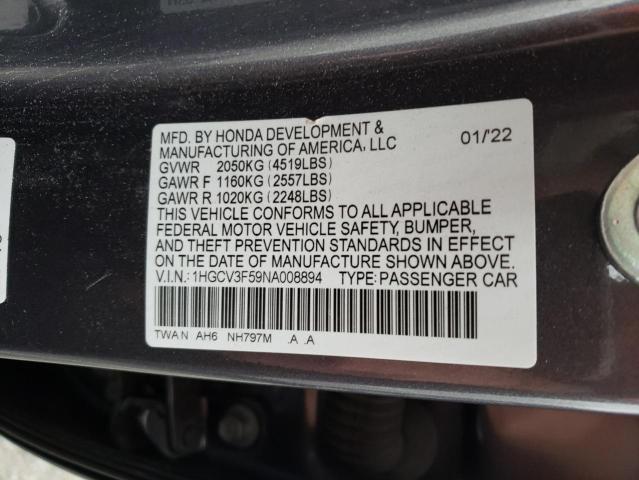 MFD. BY HONDA DEVELOPMENT &
MANUFACTURING OF AMERICA, LLC 01/'22
GVWR 2050KG (4519LBS)
GAWR F 1160KG (2557LBS)
GAWR R 1020KG (2248LBS)
THIS VEHICLE CONFORMS TO ALL APPLICABLE
FEDERAL MOTOR VEHICLE SAFETY, BUMPER,
AND THEFT PREVENTION STANDARDS IN EFFECT
ON THE DATE OF MANUFACTURE SHOWN ABOVE.
V.I.N.: 1HGCV3F59NA008894 TYPE: PASSENGER CAR
TWA N AH6 NH797M .A .A